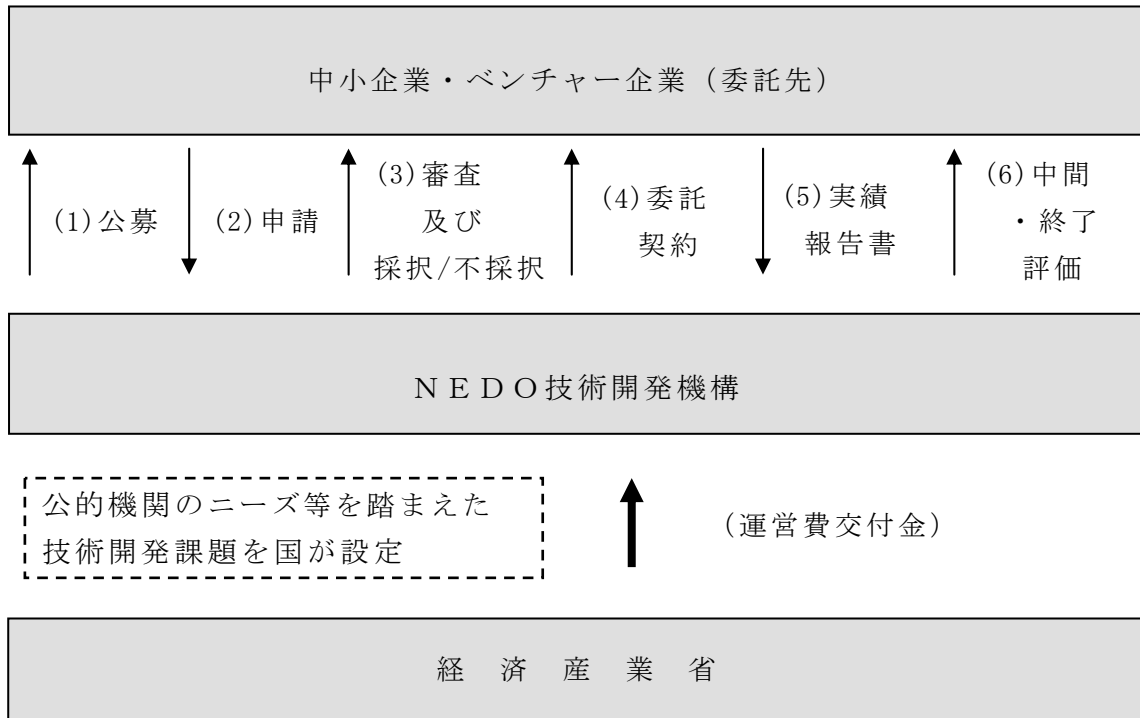 中小企業・ベンチャー企業（委託先）
(1)公募
(2)申請
(3)審査
及び
採択/不採択
(4)委託
契約
(5)実績
報告書
(6)中間
・終了
評価
ＮＥＤＯ技術開発機構
公的機関のニーズ等を踏まえた
技術開発課題を国が設定
（運営費交付金）
経　済　産　業　省